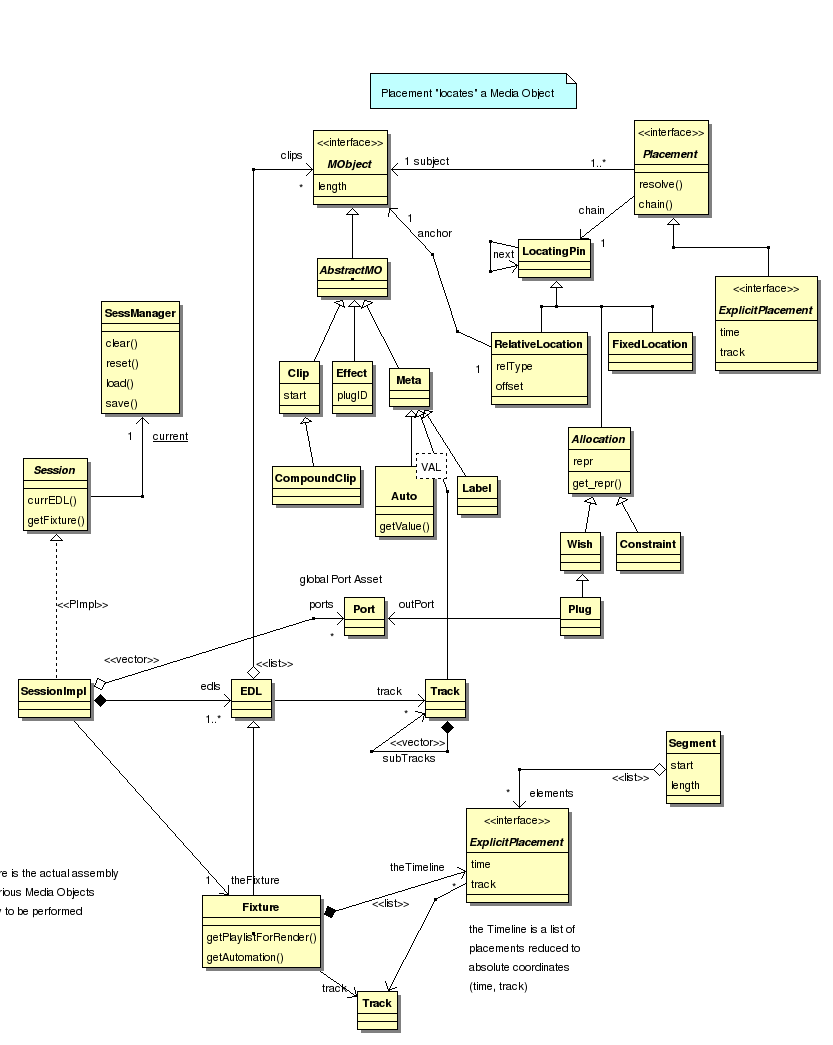 Placement "locates" a Media Object
<<interface>>
MObject
length
clips
*
1 subject
1..*
<<interface>>
Placement
resolve()
chain()
chain
1
1
anchor
LocatingPin
next
AbstractMO
<<interface>>
ExplicitPlacement
time
track
SessManager
clear()
reset()
load()
save()
1
current
RelativeLocation
relType
offset
1
FixedLocation
Clip
start
Effect
plugID
Meta
Allocation
repr
get_repr()
Session
currEDL()
getFixture()
CompoundClip
VAL
Auto
getValue()
Label
Wish
Constraint
<<PImpl>>
global Port Asset
ports
*
Port
outPort
Plug
<<vector>>
<<list>>
SessionImpl
edls
1..*
EDL
track
Track
*
<<vector>>
subTracks
Segment
start
length
<<list>>
*
elements
<<interface>>
ExplicitPlacement
time
track
theTimeline
*
<<list>>
re is the actual assembly
rious Media Objects
y to be performed
1
theFixture
Fixture
getPlaylistForRender()
getAutomation()
the Timeline is a list of
placements reduced to
absolute coordinates
(time, track)
track
Track